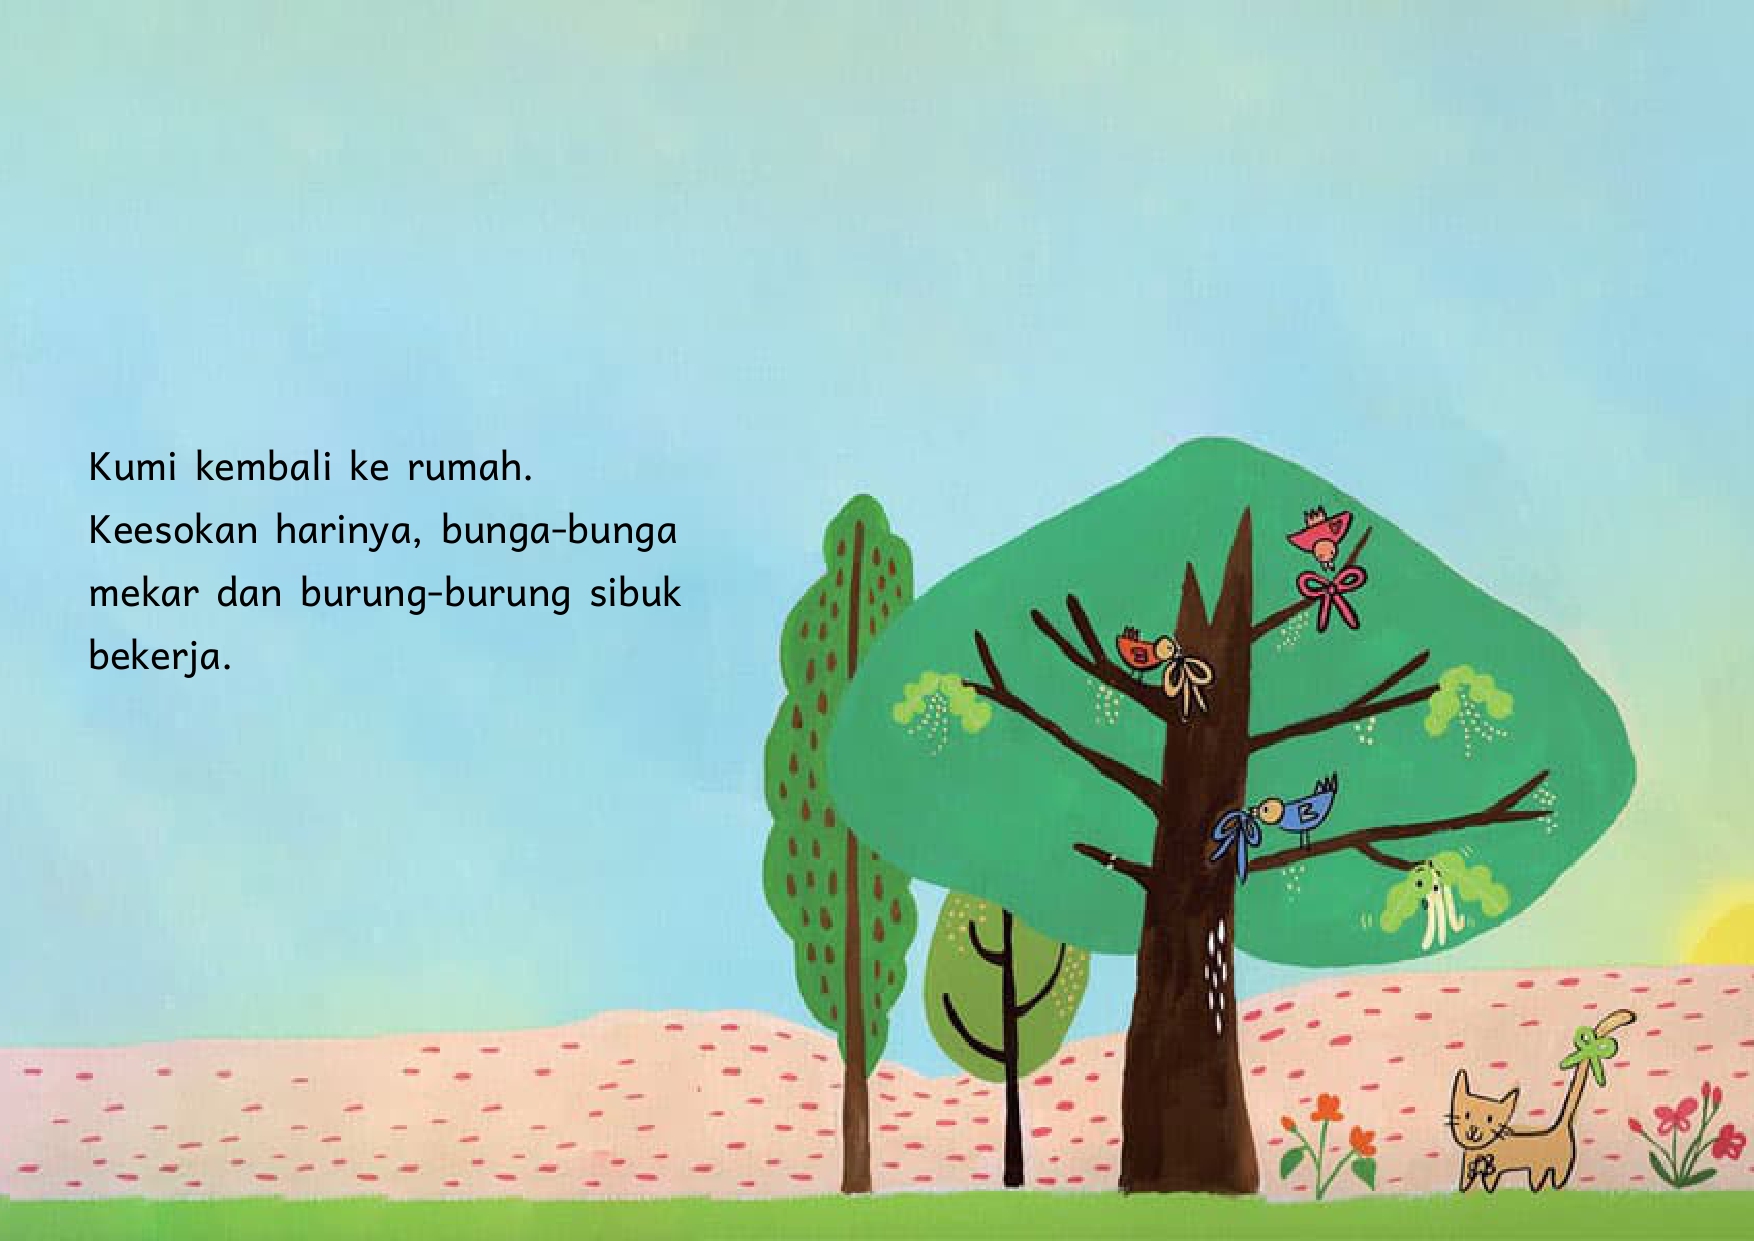 Kumi kembali ke rumah.
Keesokan harinya, bunga-bunga
mekar dan burung-burung sibuk
bekerja.
B